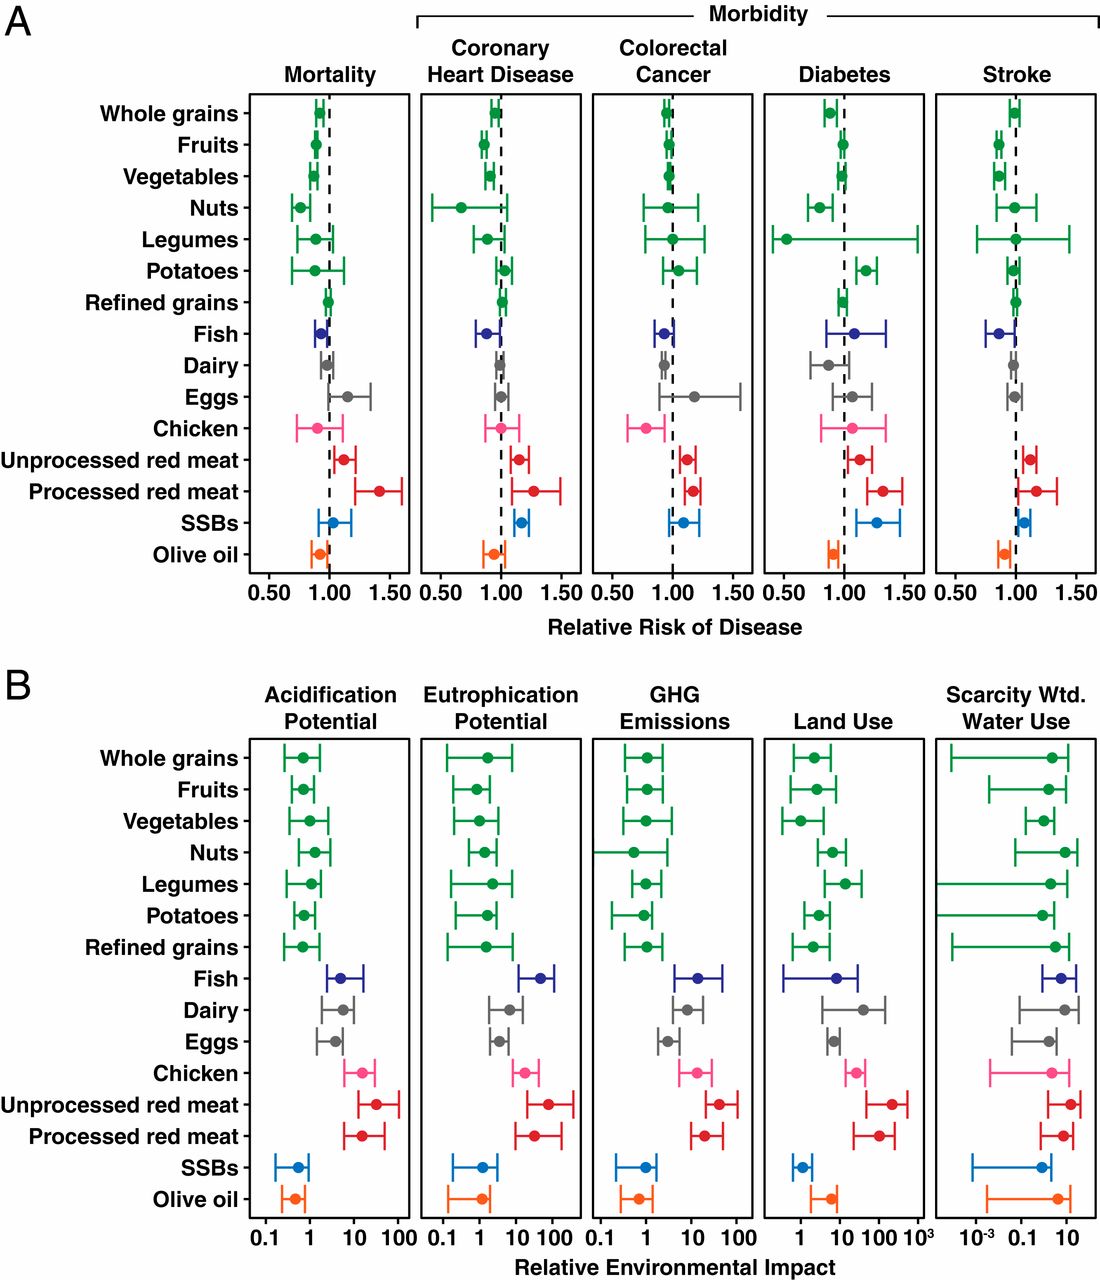 A
Morbidity
Mortality
Coronary
Heart Disease
Colorectal
Cancer
Diabetes
Stroke
Whole grains
Fruits
Vegetables
Nuts
Legumes
Potatoes
Refined grains
Fish
Dairy
Eggs
Chicken
Unprocessed red meat
Processed red meat
SSBs
Olive oil
0.50 1.00 1.50 0.50 1.00 1.50 0.50 1.00 1.50 0.50 1.00 1.50 0.50 1.00 1.50
Relative Risk of Disease
B
Acidification
Potential
Eutrophication
Potential
GHG
Emissions
Land Use
Scarcity Wtd.
Water Use
Whole grains
Fruits
Vegetables
Nuts
Legumes
Potatoes
Refined grains
Fish
Dairy
Eggs
Chicken
Unprocessed red meat
Processed red meat
SSBs
Olive oil
0.1 1 10 100 0.1 1 10 100 0.1 1 10 100 1 10 100 10³ 10⁻³ 0.1 10
Relative Environmental Impact